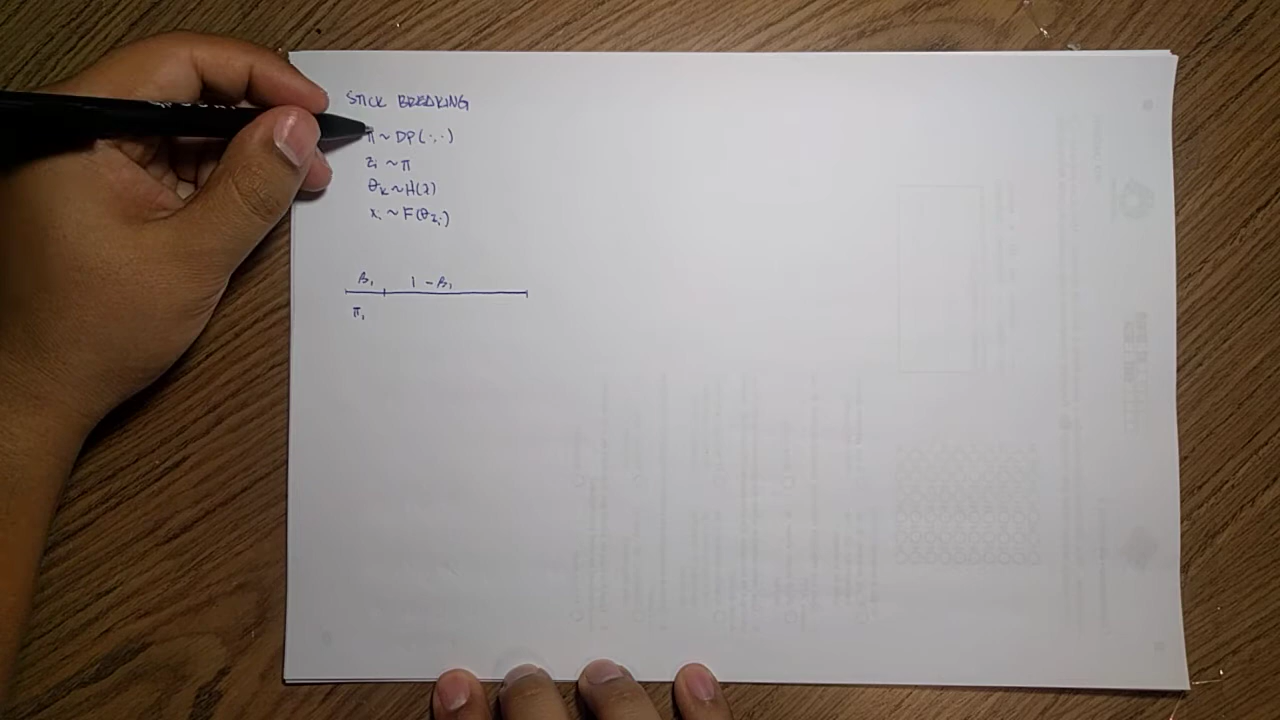 STICK BREAKING
π ~ DP(·,·)
zi ~ π
θk ~ H(λ)
xi ~ F(θzi)
β1 1 - β1
π1